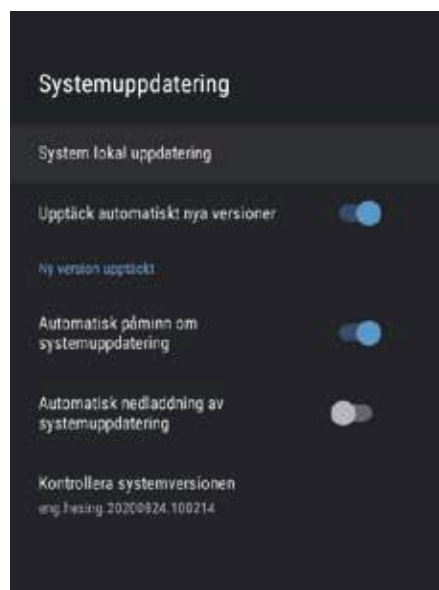 Systemuppdatering
System lokal uppdatering
Upptäck automatiskt nya versioner
Ny version upptäckt
Automatisk påminn om
systemuppdatering
Automatisk nedladdning av
systemuppdatering
Kontrollera systemversionen
eng.hesing.20200824.100214